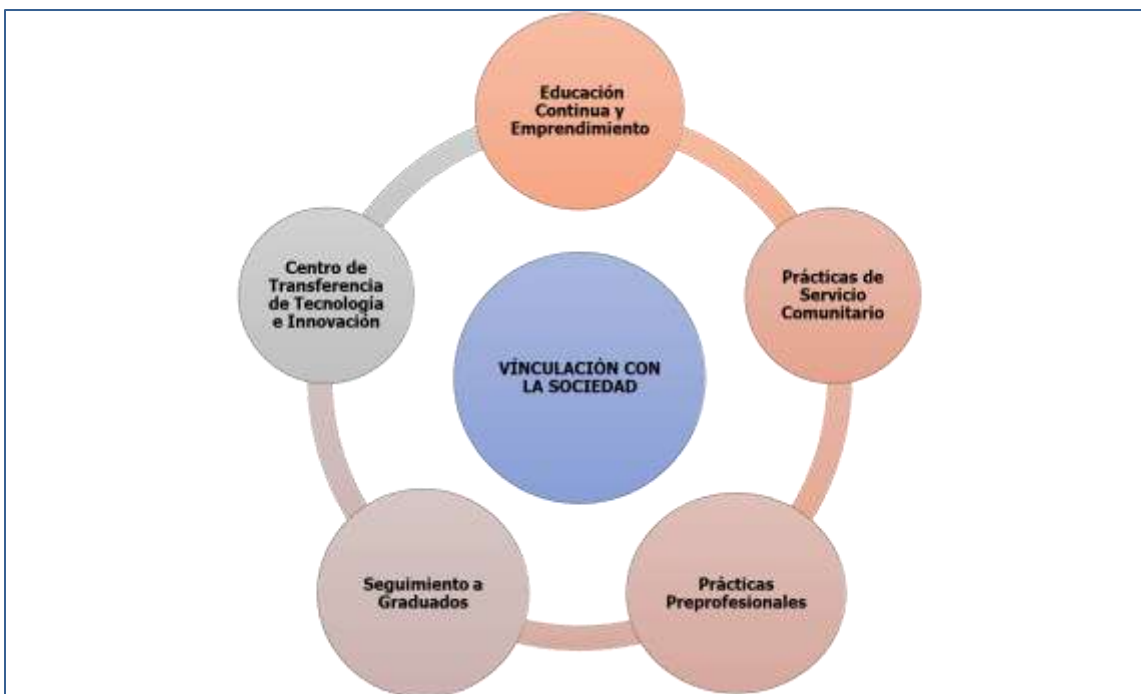 Educación
Continua y
Emprendimiento
Centro de
Transferencia
de Tecnología
e Innovación
Prácticas de
Servicio
Comunitario
VÍNCULACIÓN CON
LA SOCIEDAD
Seguimiento a
Graduados
Prácticas
Preprofesionales